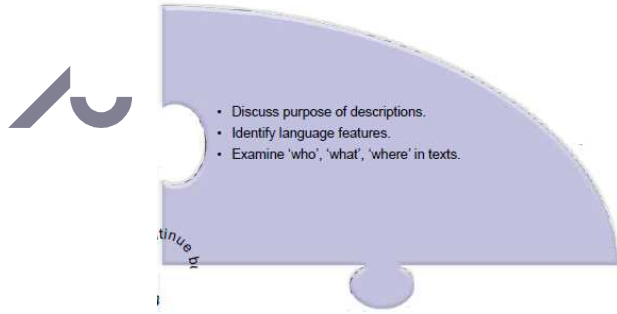 • Discuss purpose of descriptions.
• Identify language features.
• Examine ‘who’, ‘what’, ‘where’ in texts.